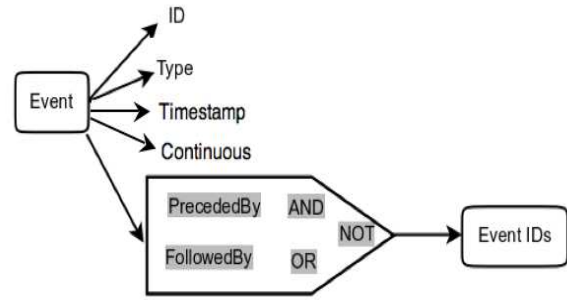 ID
Type
Event
Timestamp
Continuous
PrecededBy AND
NOT
FollowedBy OR
Event IDs